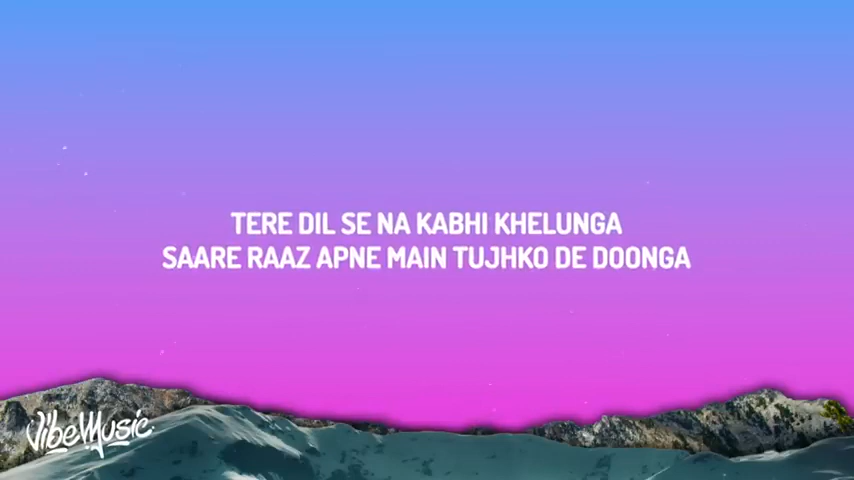 TERE DIL SE NA KABHI KHELUNGA
SAARE RAAZ APNE MAIN TUJHKO DE DOONGA
VibeMusic